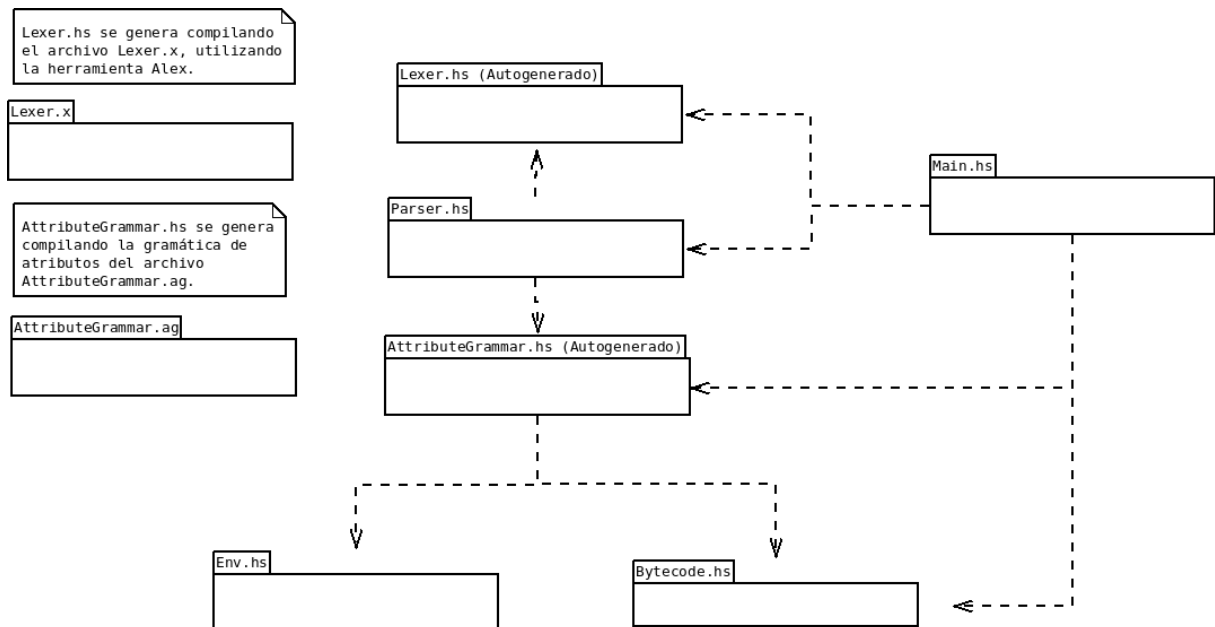 Lexer.hs se genera compilando
el archivo Lexer.x, utilizando
la herramienta Alex.
Lexer.x
AttributeGrammar.hs se genera
compilando la gramática de
atributos del archivo
AttributeGrammar.ag.
AttributeGrammar.ag
Lexer.hs (Autogenerado)
Parser.hs
AttributeGrammar.hs (Autogenerado)
Main.hs
Env.hs
Bytecode.hs